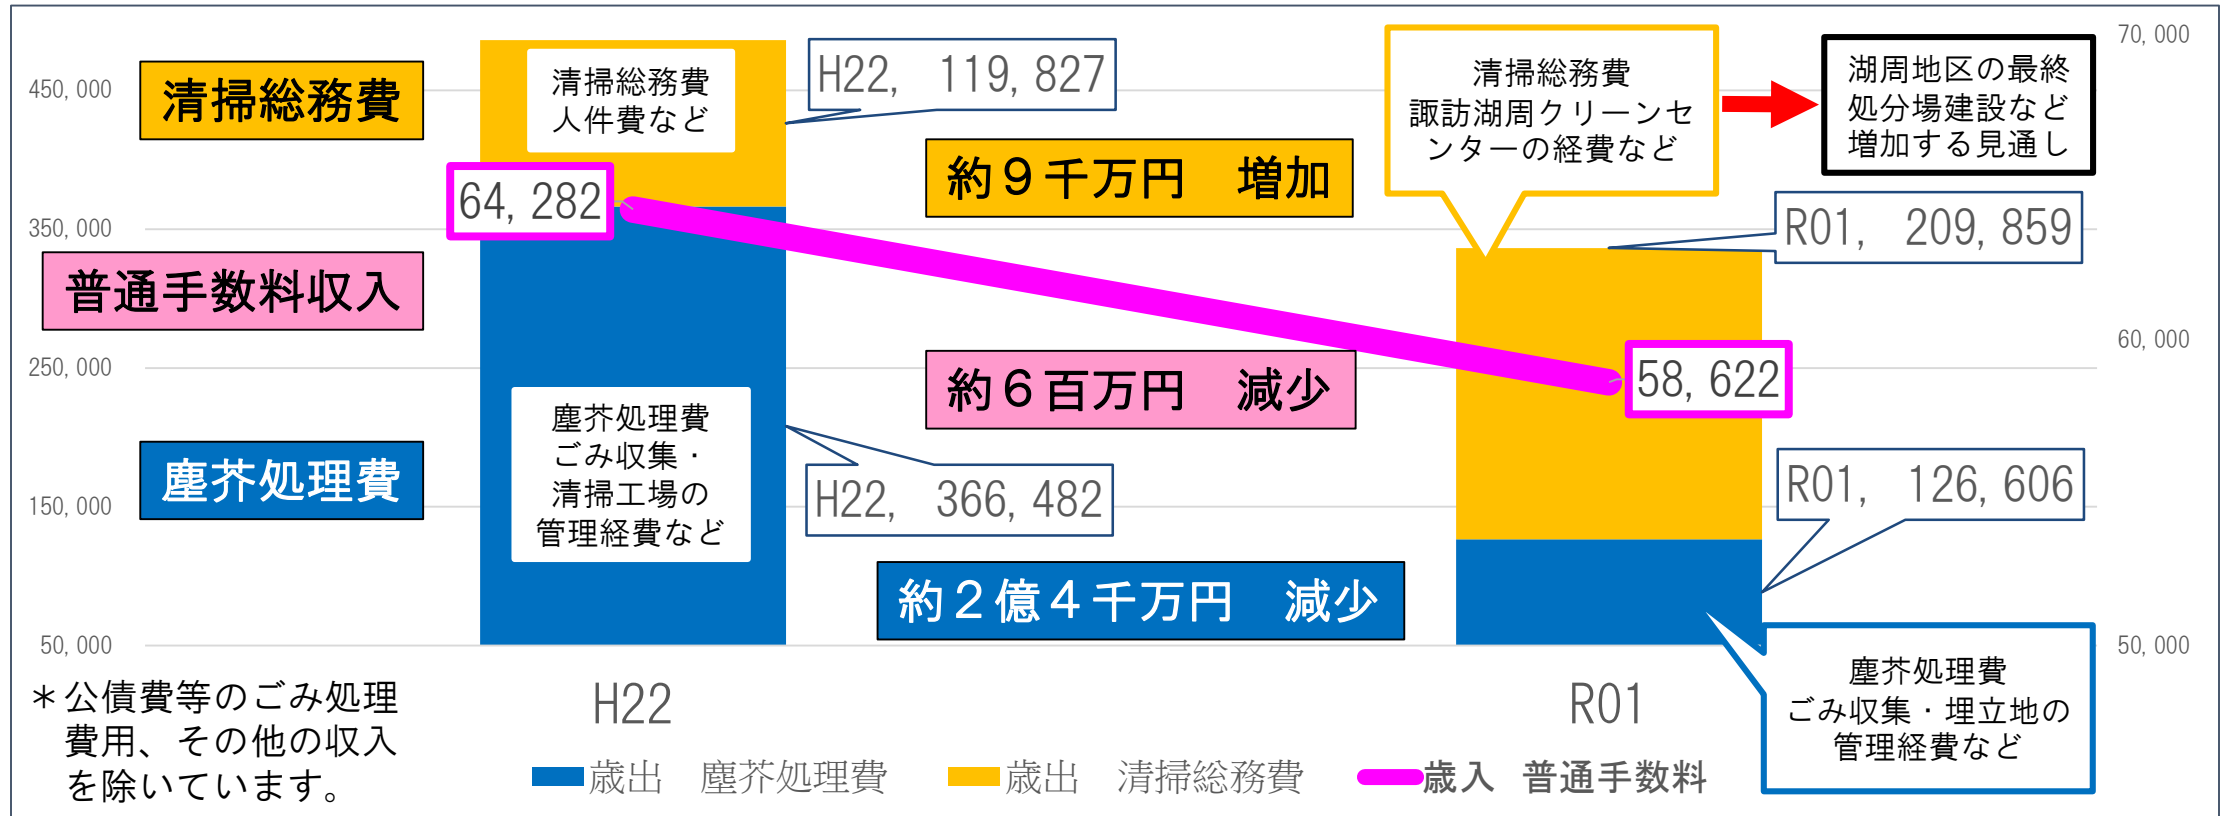 450,000
350,000
250,000
150,000
50,000
清掃総務費
普通手数料収入
塵芥処理費
清掃総務費
人件費など
H22, 119,827
64,282
塵芥処理費
ごみ収集・
清掃工場の
管理経費など
H22, 366,482
約9千万円 増加
約6百万円 減少
約2億4千万円 減少
清掃総務費
諏訪湖周クリーンセ
ンターの経費など
湖周地区の最終
処分場建設など
増加する見通し
R01, 209,859
58,622
R01, 126,606
塵芥処理費
ごみ収集・埋立地の
管理経費など
70,000
60,000
50,000
H22
R01
*公債費等のごみ処理
費用、その他の収入
を除いています。
歳出 塵芥処理費
歳出 清掃総務費
歳入 普通手数料